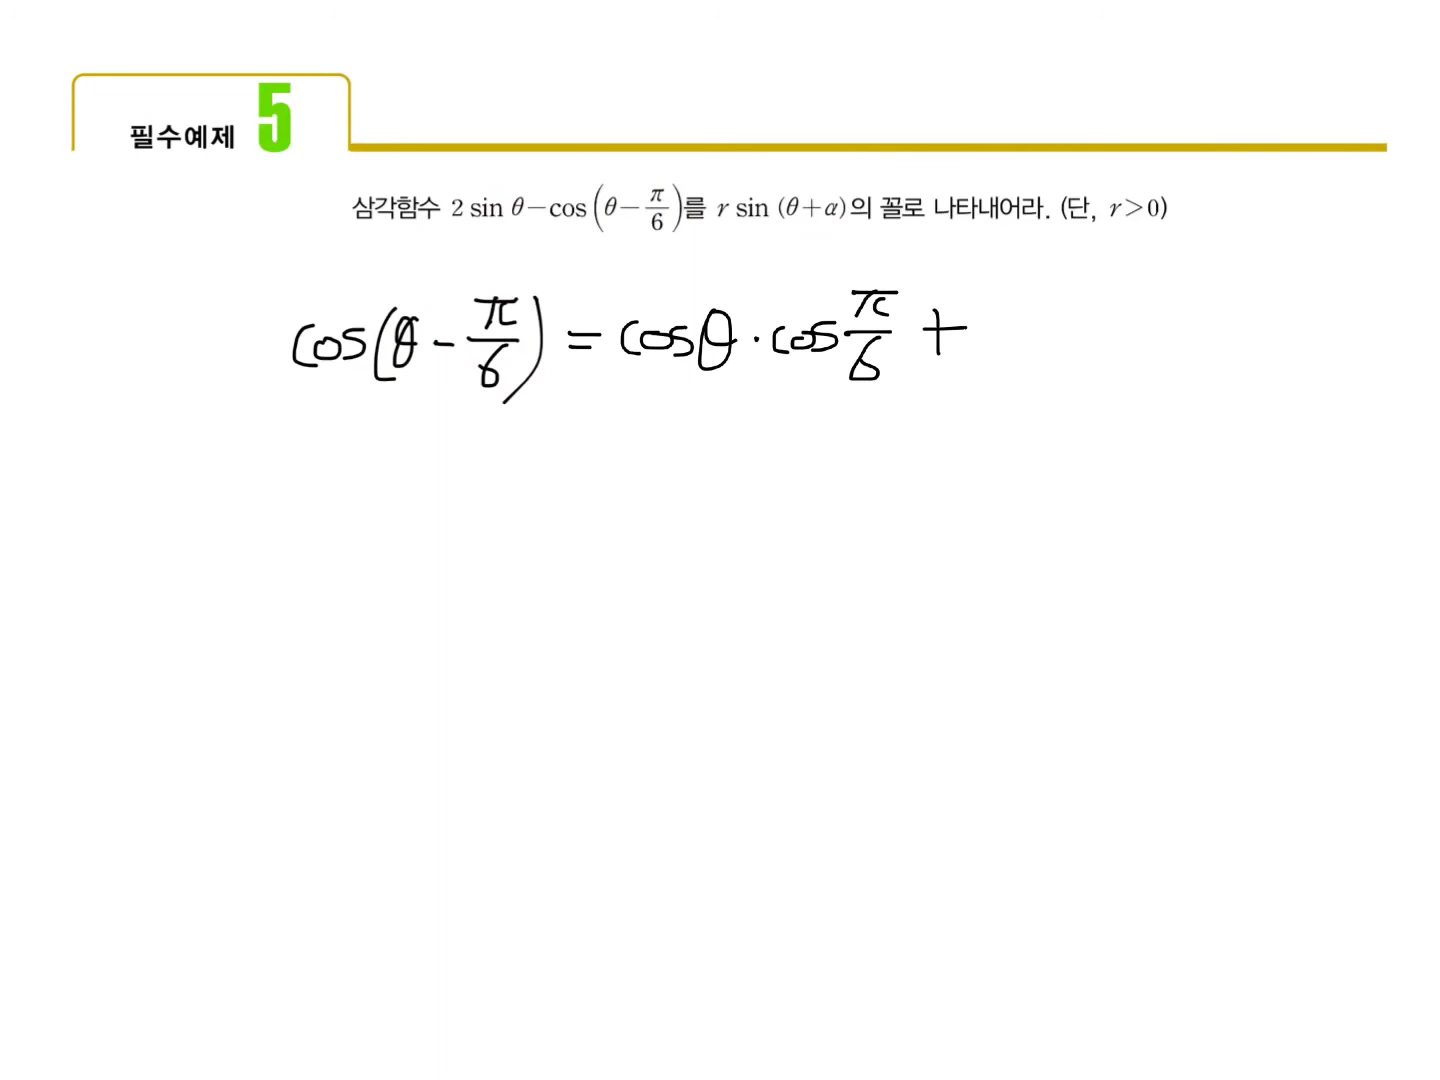 필수예제 5
삼각함수 2 sin θ−cos(θ−π/6)를 r sin (θ+α)의 꼴로 나타내어라. (단, r>0)
cos(θ − π/6) = cosθ · cos π/6 +